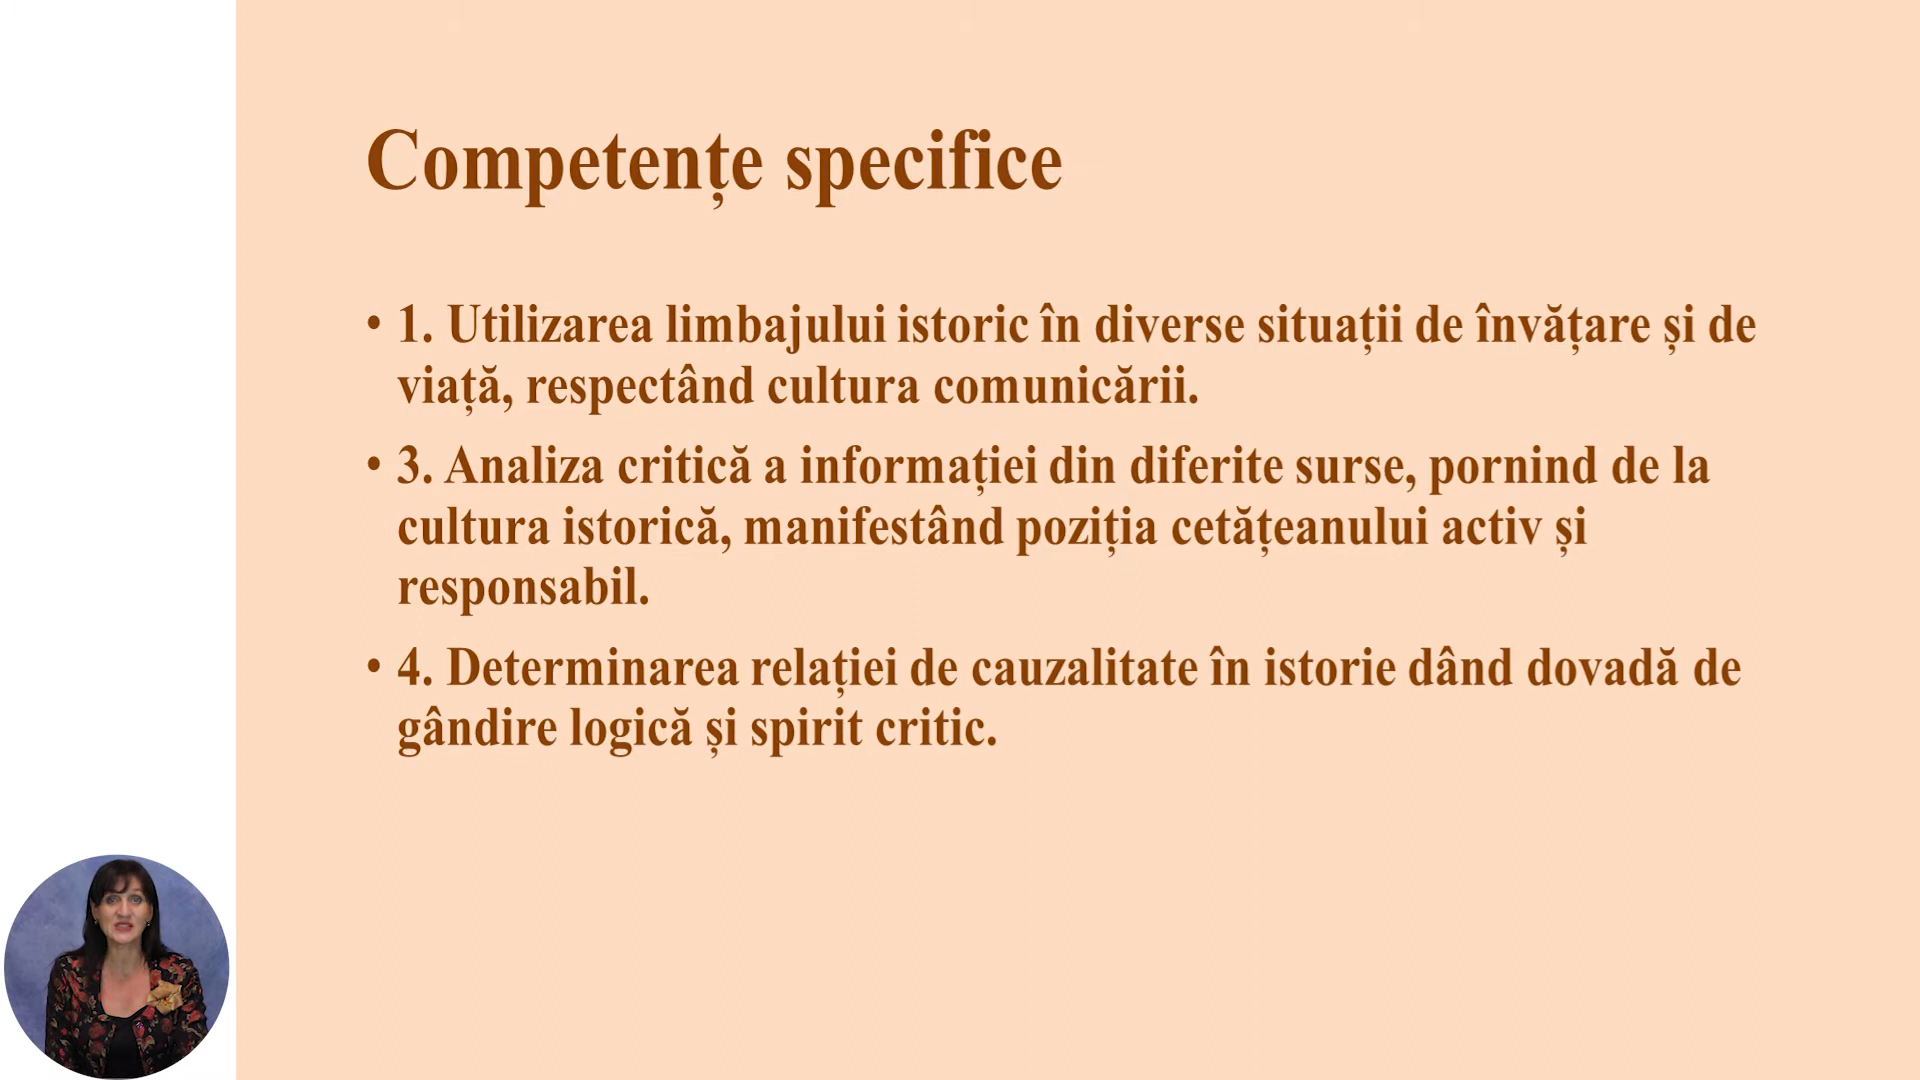 Competențe specifice
• 1. Utilizarea limbajului istoric în diverse situații de învățare și de
viață, respectând cultura comunicării.
• 3. Analiza critică a informației din diferite surse, pornind de la
cultura istorică, manifestând poziția cetățeanului activ și
responsabil.
• 4. Determinarea relației de cauzalitate în istorie dând dovadă de
gândire logică și spirit critic.